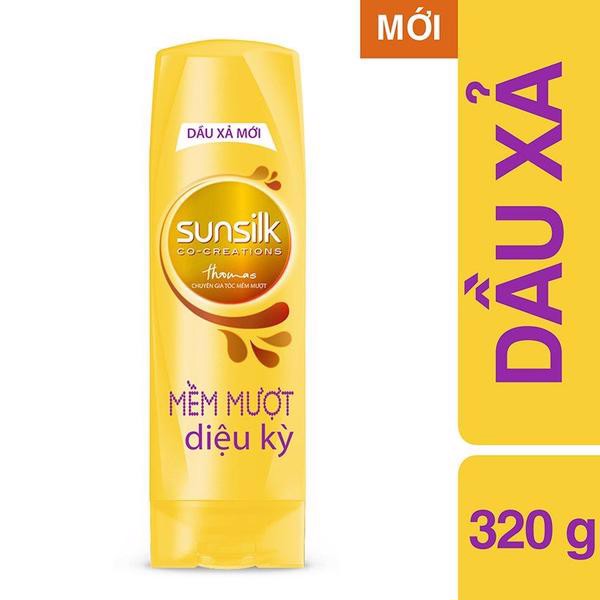 MỚI
DẦU XẢ MỚI
sunsilk
CO-CREATIONS
thomas
CHUYÊN GIA TÓC MỀM MƯỢT
MỀM MƯỢT
diệu kỳ
DẦU XẢ
320 g